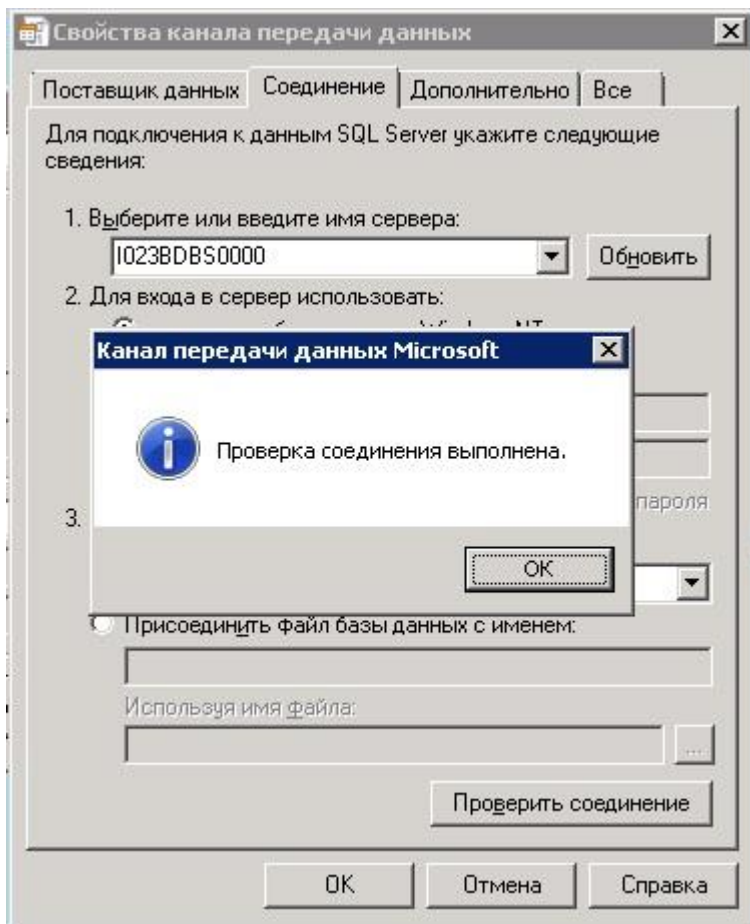 Свойства канала передачи данных
Поставщик данных Соединение Дополнительно Все
Для подключения к данным SQL Server укажите следующие
сведения:
1. Выберите или введите имя сервера:
I023BDBS0000 Обновить
2. Для входа в сервер использовать:
Канал передачи данных Microsoft
Проверка соединения выполнена.
пароля
3.
OK
Присоединить файл базы данных с именем:
Используя имя файла:
...
Проверить соединение
OK Отмена Справка